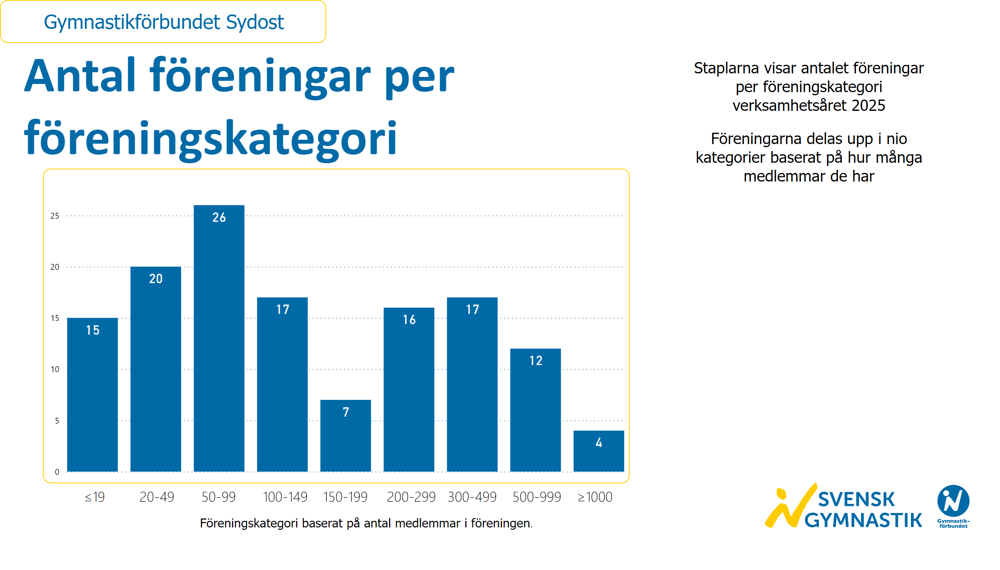 Gymnastikförbundet Sydost
Antal föreningar per
föreningskategori
Staplarna visar antalet föreningar
per föreningskategori
verksamhetsåret 2025
Föreningarna delas upp i nio
kategorier baserat på hur många
medlemmar de har
25
20
15
10
5
0
15
20
26
17
7
16
17
12
4
≤19
20-49
50-99
100-149
150-199
200-299
300-499
500-999
≥1000
Föreningskategori baserat på antal medlemmar i föreningen.
SVENSK
GYMNASTIK
Gymnastik-
förbundet